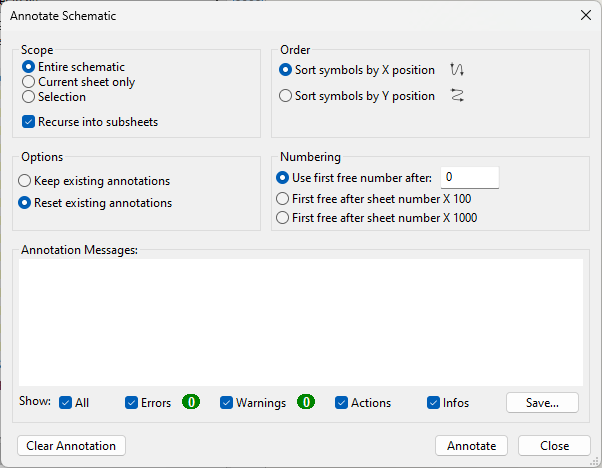 Annotate Schematic
Scope
Entire schematic
Current sheet only
Selection
Recurse into subsheets
Order
Sort symbols by X position
Sort symbols by Y position
Options
Keep existing annotations
Reset existing annotations
Numbering
Use first free number after: 0
First free after sheet number X 100
First free after sheet number X 1000
Annotation Messages:
Show: All Errors 0 Warnings 0 Actions Infos Save...
Clear Annotation Annotate Close